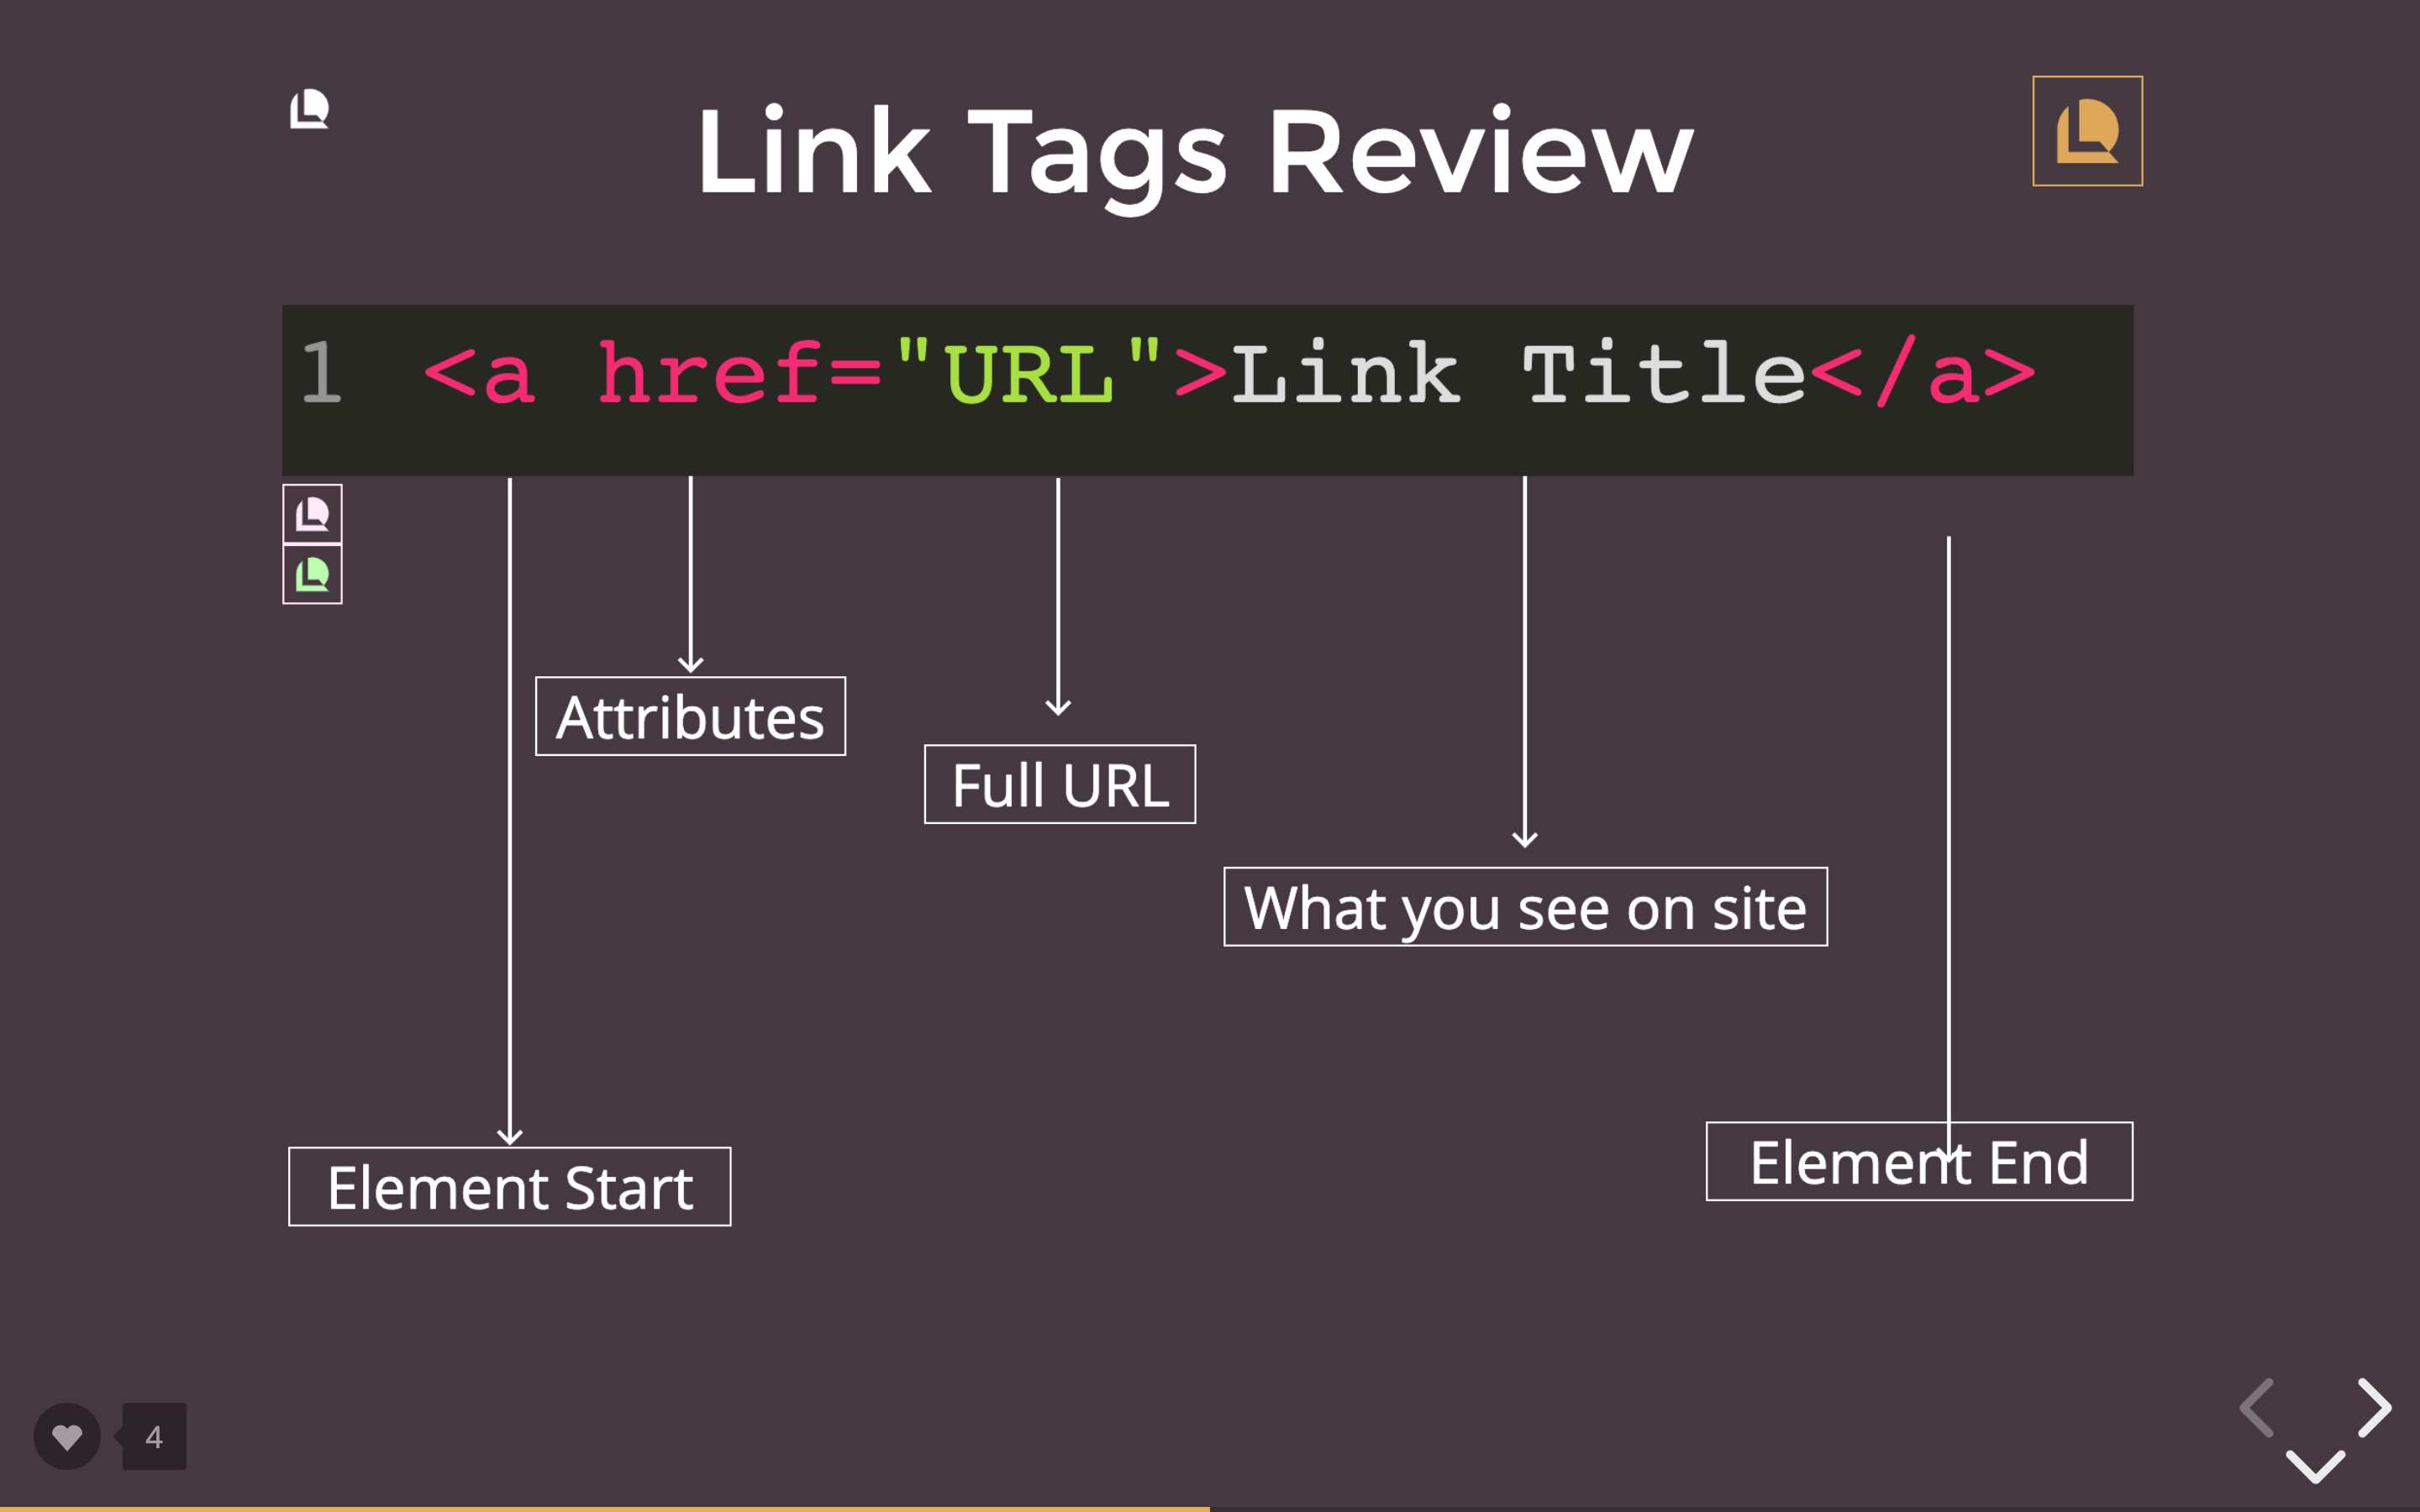 Link Tags Review
1 <a href="URL">Link Title</a>
Attributes
Full URL
What you see on site
Element Start
Element End
4